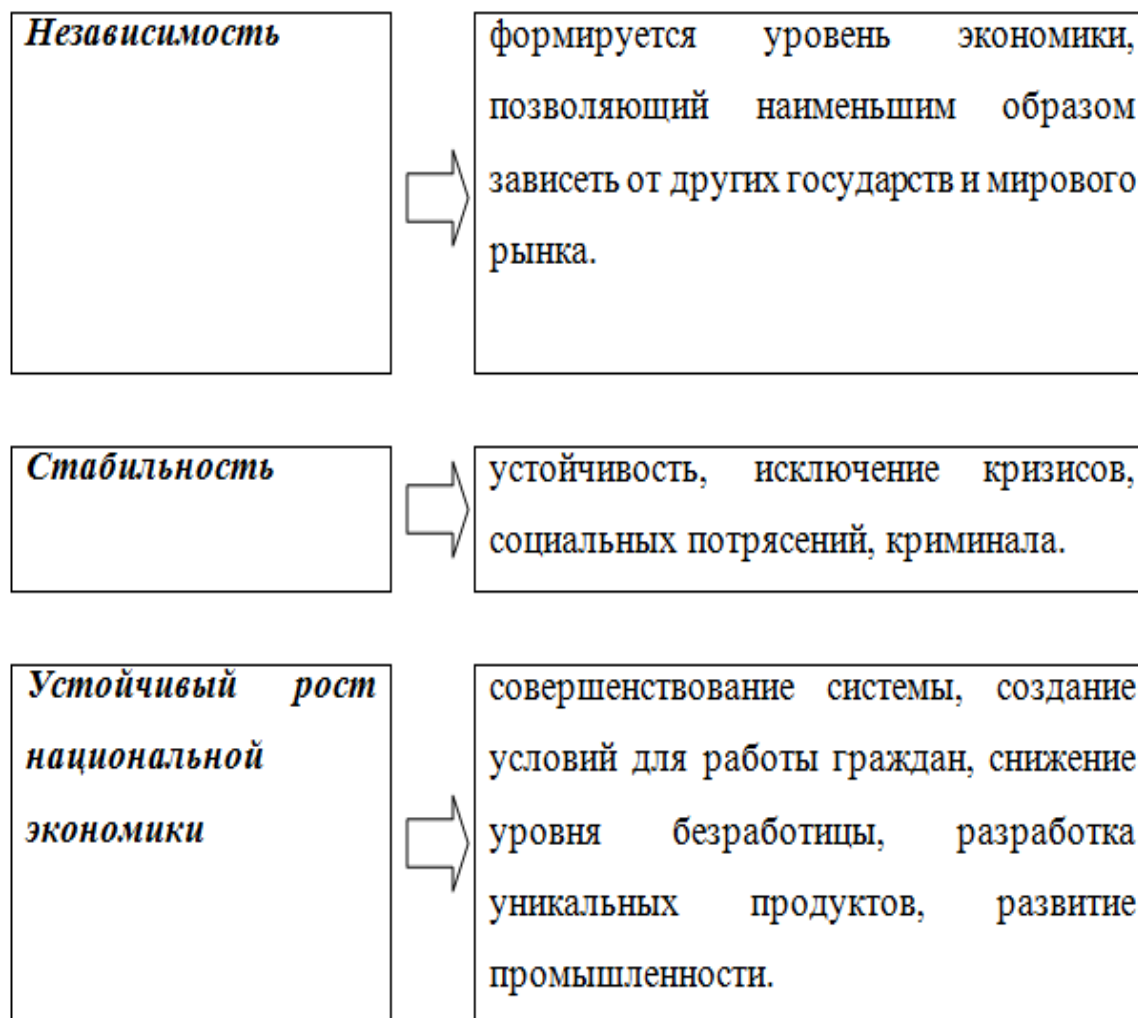 Независимость
формируется уровень экономики,
позволяющий наименьшим образом
зависеть от других государств и мирового
рынка.
Стабильность
устойчивость, исключение кризисов,
социальных потрясений, криминала.
Устойчивый рост
национальной
экономики
совершенствование системы, создание
условий для работы граждан, снижение
уровня безработицы, разработка
уникальных продуктов, развитие
промышленности.